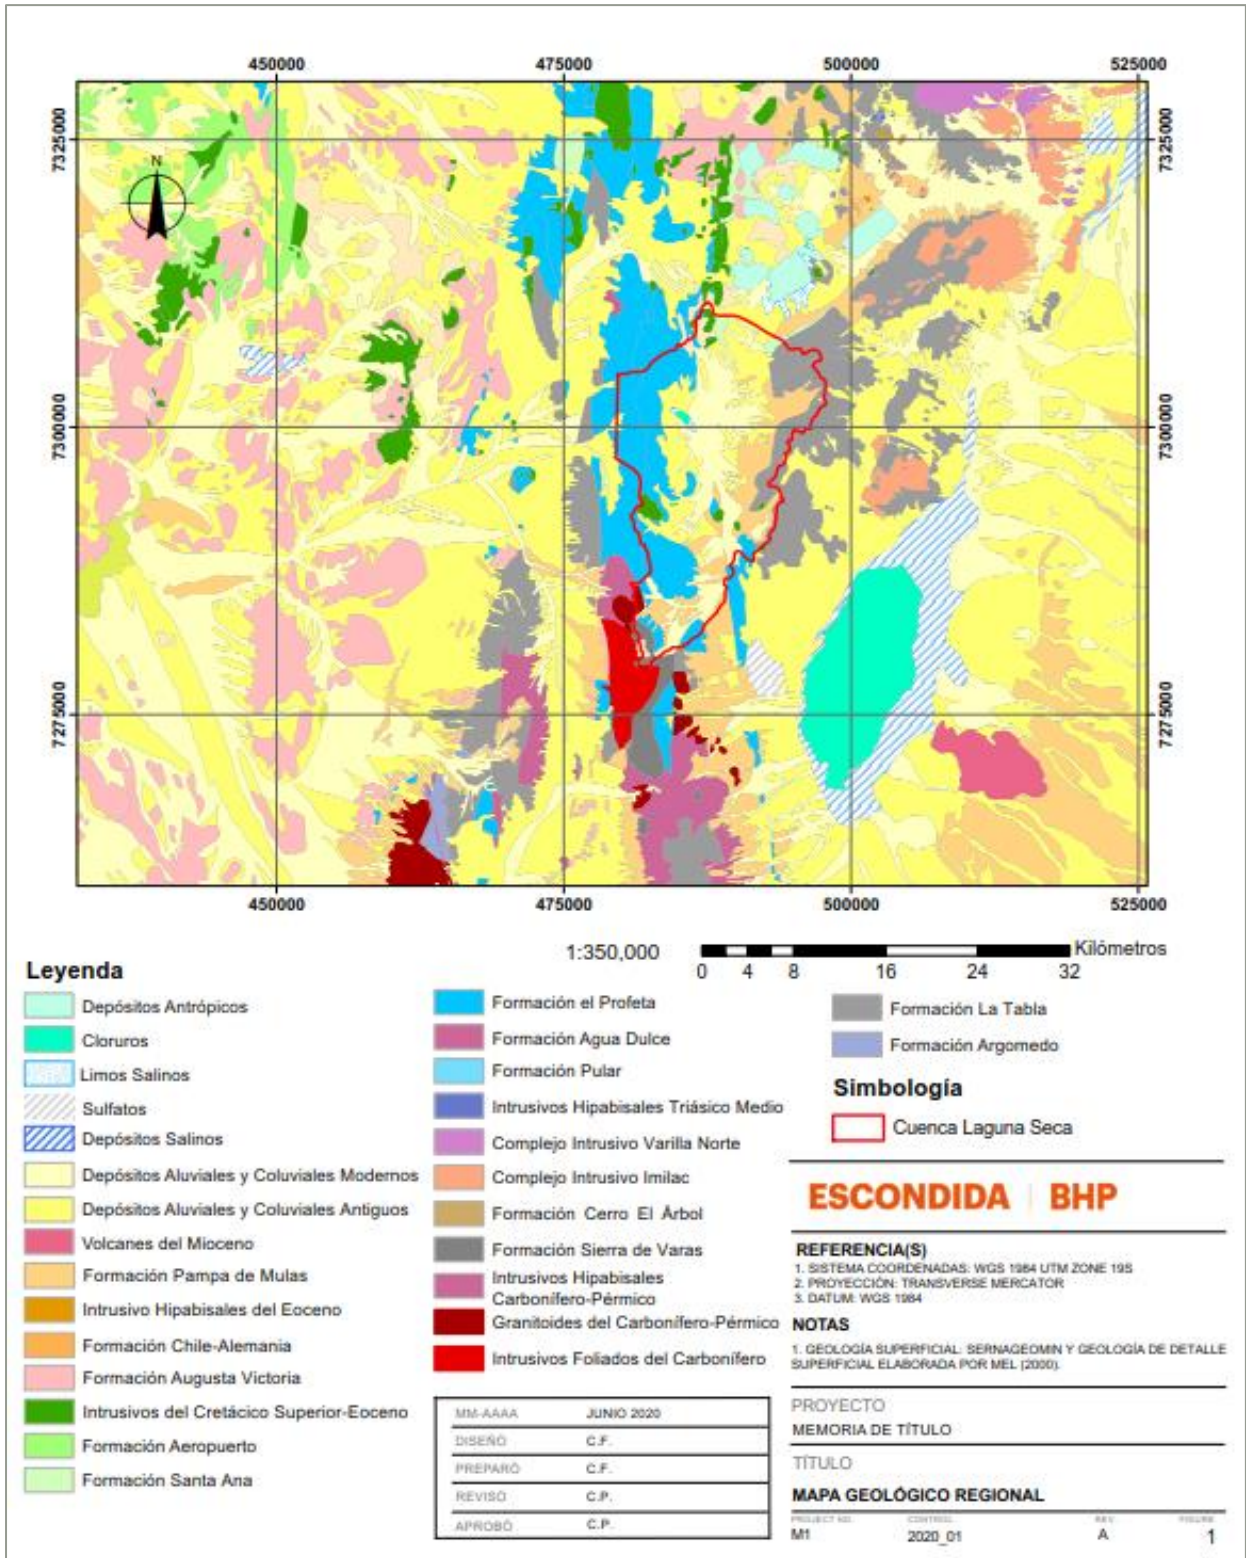 450000
475000
500000
525000
7325000
7325000
N
7300000
7300000
7275000
7275000
450000
475000
500000
525000
1:350,000
Kilómetros
0 4 8 16 24 32
Leyenda
Depósitos Antrópicos
Cloruros
Limos Salinos
Sulfatos
Depósitos Salinos
Depósitos Aluviales y Coluviales Modernos
Depósitos Aluviales y Coluviales Antiguos
Volcanes del Mioceno
Formación Pampa de Mulas
Intrusivo Hipabisales del Eoceno
Formación Chile-Alemania
Formación Augusta Victoria
Intrusivos del Cretácico Superior-Eoceno
Formación Aeropuerto
Formación Santa Ana
Formación el Profeta
Formación Agua Dulce
Formación Pular
Intrusivos Hipabisales Triásico Medio
Complejo Intrusivo Varilla Norte
Complejo Intrusivo Imilac
Formación Cerro El Árbol
Formación Sierra de Varas
Intrusivos Hipabisales
Carbonífero-Pérmico
Granitoides del Carbonífero-Pérmico
Intrusivos Foliados del Carbonífero
Formación La Tabla
Formación Argomedo
Simbología
Cuenca Laguna Seca
MM-AAAA JUNIO 2020
DISEÑO C.F.
PREPARÓ C.F.
REVISÓ C.P.
APROBÓ C.P.
ESCONDIDA | BHP
REFERENCIA(S)
1. SISTEMA COORDENADAS: WGS 1984 UTM ZONE 19S
2. PROYECCIÓN: TRANSVERSE MERCATOR
3. DATUM: WGS 1984
NOTAS
1. GEOLOGÍA SUPERFICIAL: SERNAGEOMIN Y GEOLOGÍA DE DETALLE
SUPERFICIAL ELABORADA POR MEL (2000).
PROYECTO
MEMORIA DE TÍTULO
TÍTULO
MAPA GEOLÓGICO REGIONAL
PROJECT NO. CONTROL REV FIGURE
M1 2020_01 A 1